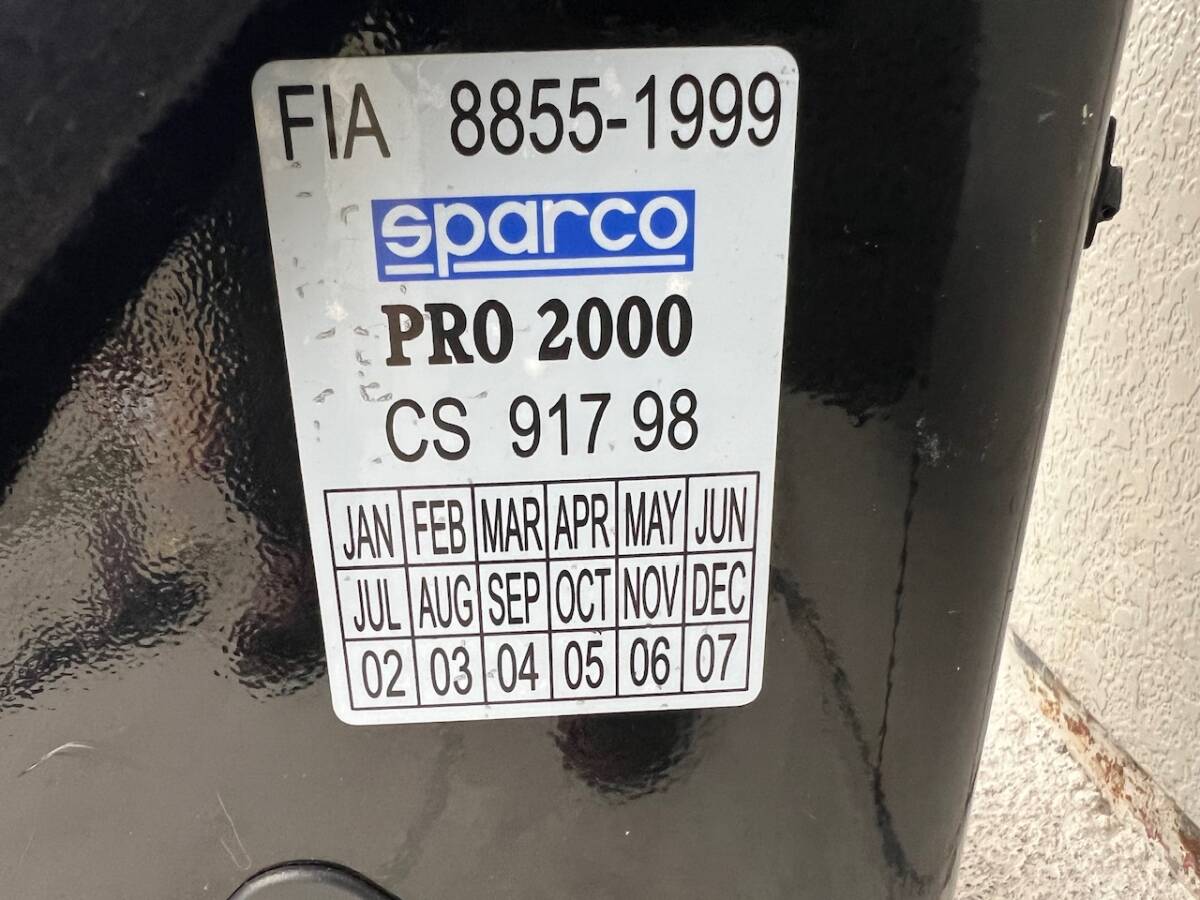 FIA 8855-1999
sparco
PRO 2000
CS 917 98
JAN FEB MAR APR MAY JUN
JUL AUG SEP OCT NOV DEC
02 03 04 05 06 07